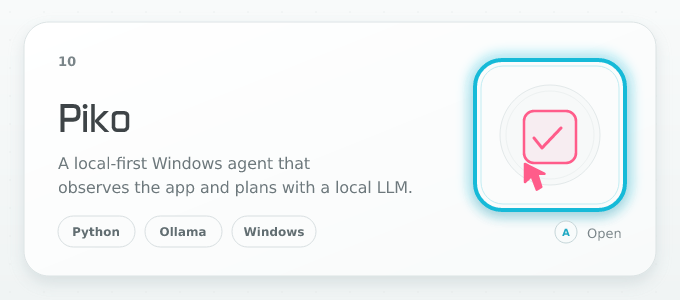 10
Piko
A local-first Windows agent that
observes the app and plans with a local LLM.
Python
Ollama
Windows
A Open